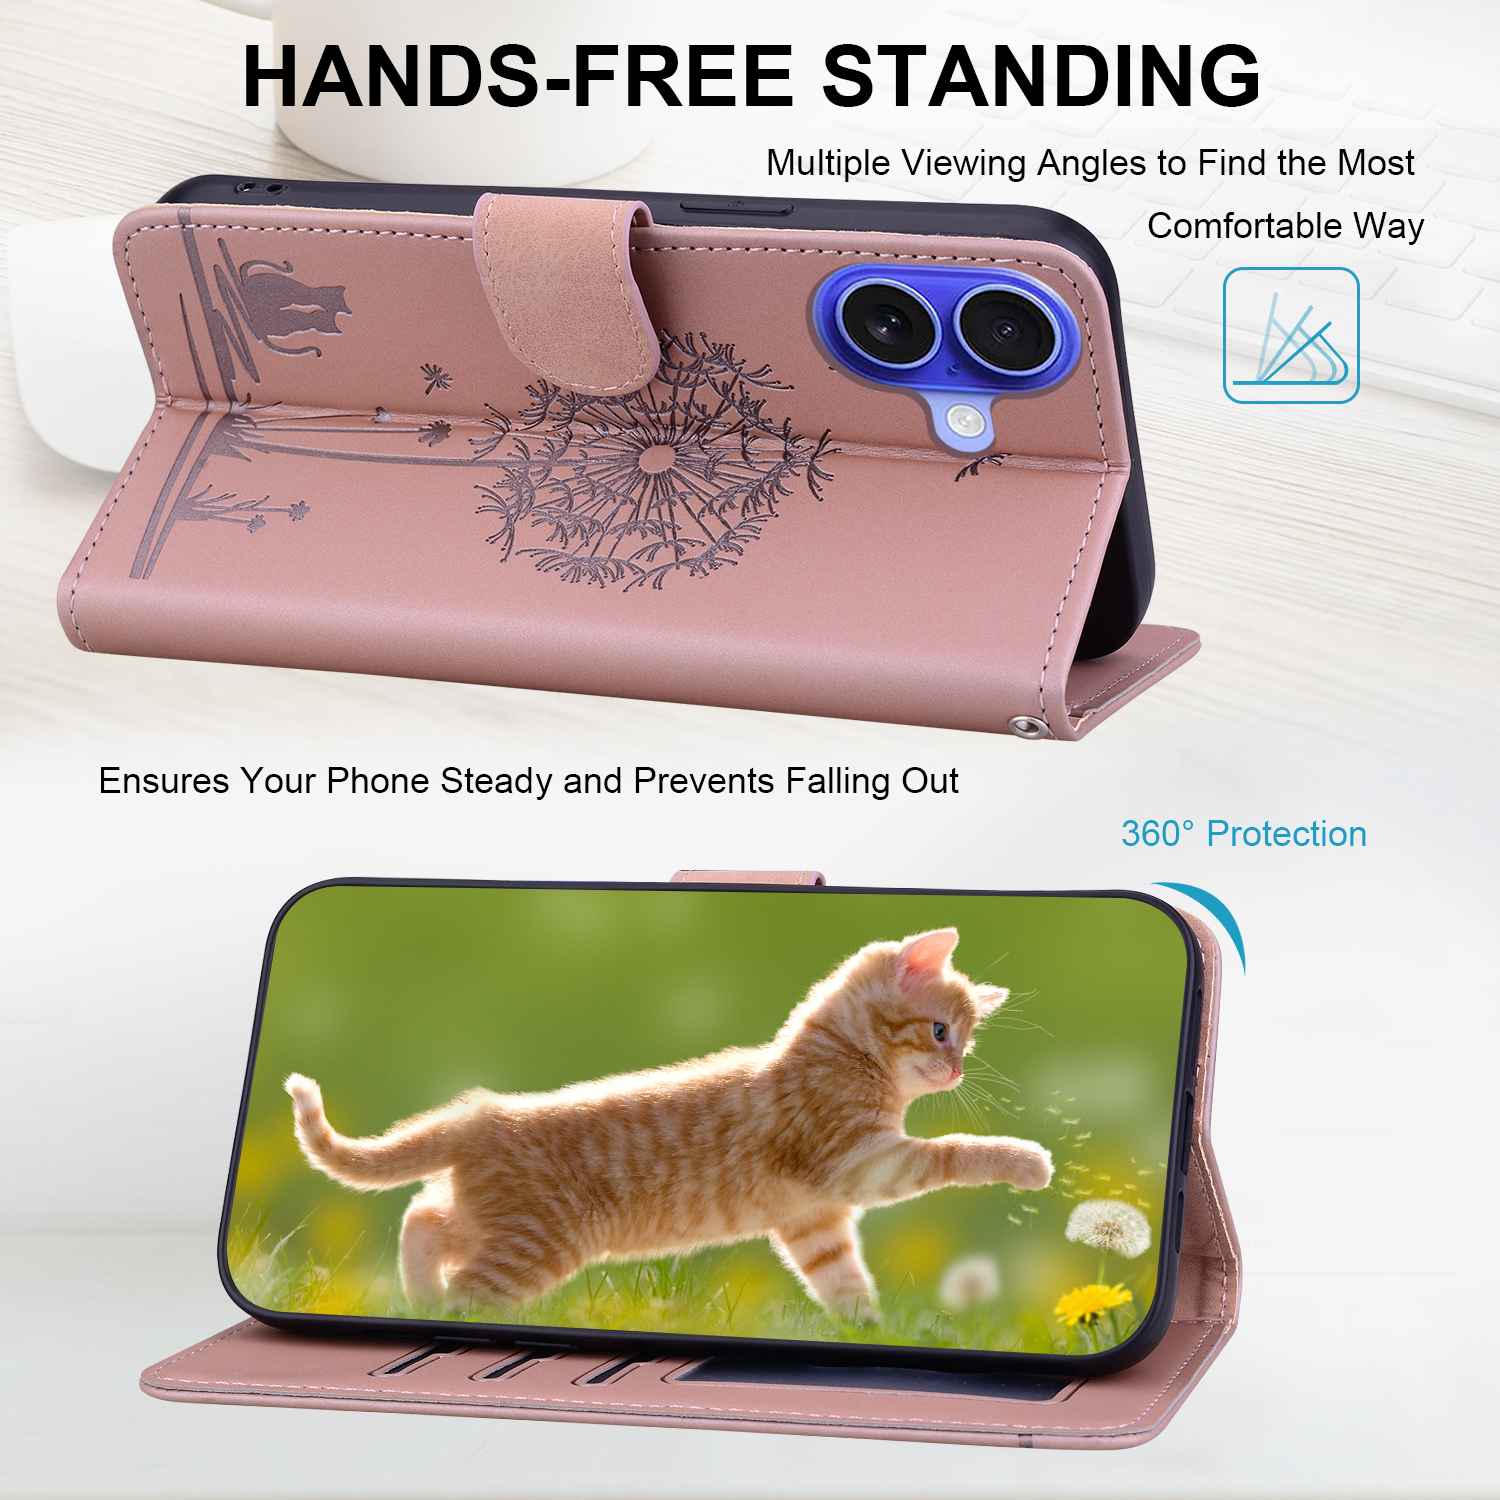 HANDS-FREE STANDING
Multiple Viewing Angles to Find the Most
Comfortable Way
Ensures Your Phone Steady and Prevents Falling Out
360° Protection